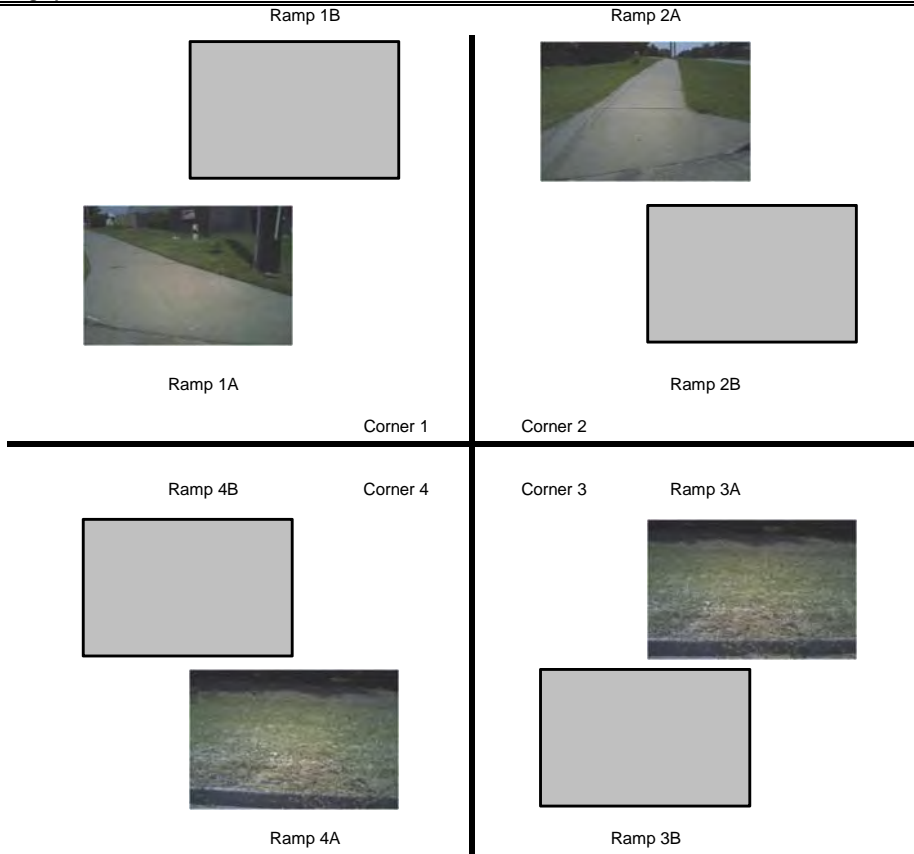 Ramp 1B
Ramp 2A
Ramp 1A
Ramp 2B
Corner 1
Corner 2
Ramp 4B
Corner 4
Corner 3
Ramp 3A
Ramp 4A
Ramp 3B